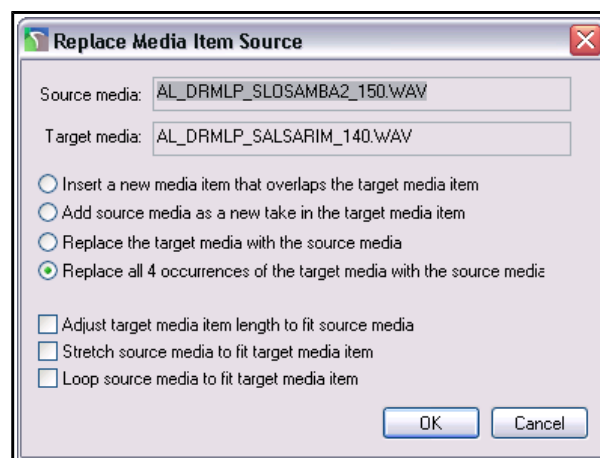 Replace Media Item Source
Source media: AL_DRMLP_SLOSAMBA2_150.WAV
Target media: AL_DRMLP_SALSARIM_140.WAV
Insert a new media item that overlaps the target media item
Add source media as a new take in the target media item
Replace the target media with the source media
Replace all 4 occurrences of the target media with the source media
Adjust target media item length to fit source media
Stretch source media to fit target media item
Loop source media to fit target media item
OK Cancel